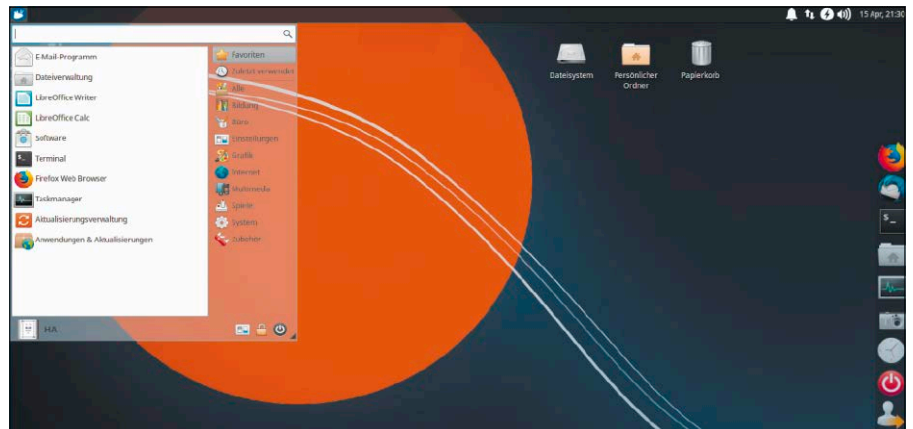 15 Apr, 21:30
E-Mail-Programm
Dateiverwaltung
LibreOffice Writer
LibreOffice Calc
Software
Terminal
Firefox Web Browser
Taskmanager
Aktualisierungsverwaltung
Anwendungen & Aktualisierungen
HA
Favoriten
Zuletzt verwendet
Alle
Bildung
Büro
Einstellungen
Grafik
Internet
Multimedia
Spiele
System
Zubehör
Dateisystem
Persönlicher
Ordner
Papierkorb